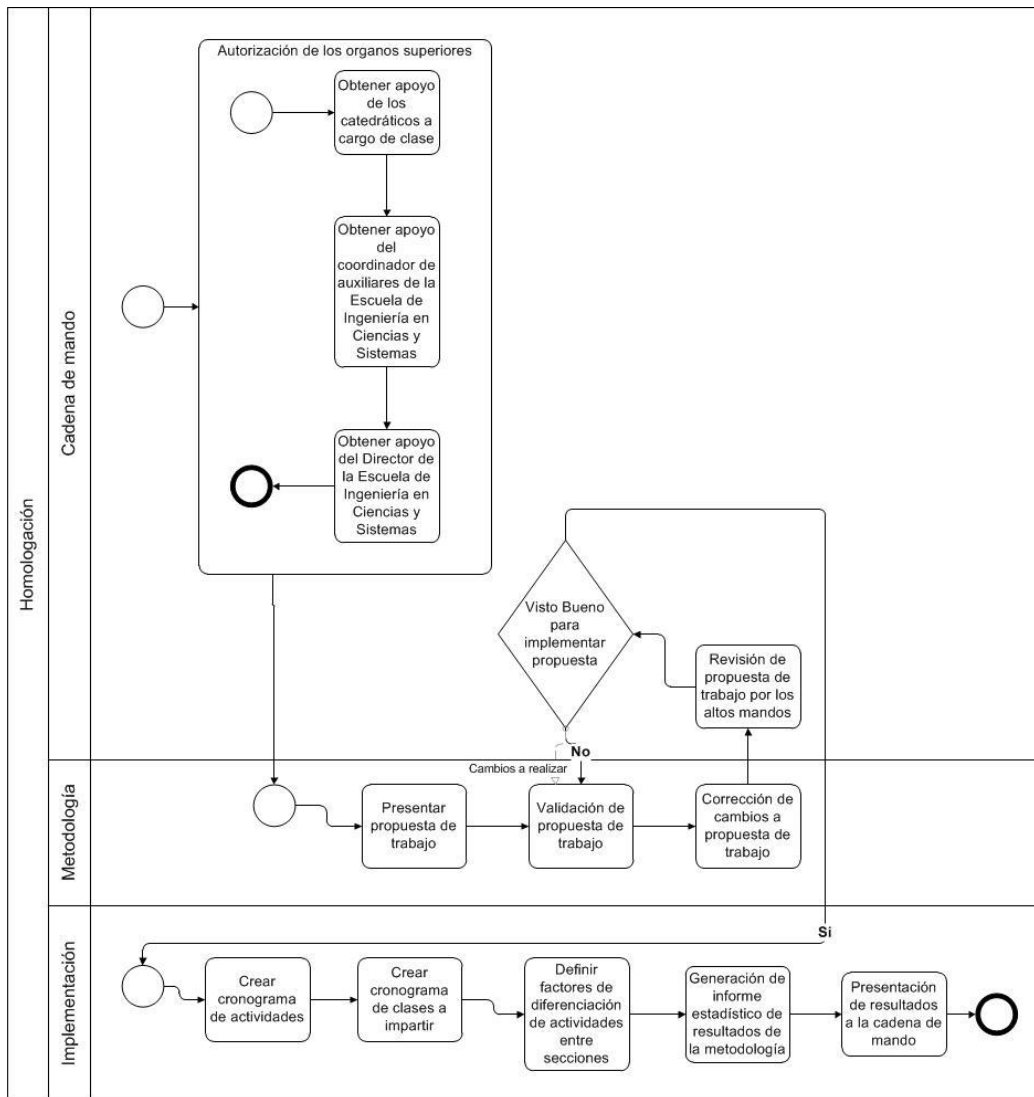 Homologación
Cadena de mando
Autorización de los organos superiores
Obtener apoyo
de los
catedráticos a
cargo de clase
Obtener apoyo
del
coordinador de
auxiliares de la
Escuela de
Ingeniería en
Ciencias y
Sistemas
Obtener apoyo
del Director de
la Escuela de
Ingeniería en
Ciencias y
Sistemas
Visto Bueno
para
implementar
propuesta
Revisión de
propuesta de
trabajo por los
altos mandos
No
Cambios a realizar
Metodología
Presentar
propuesta de
trabajo
Validación de
propuesta de
trabajo
Corrección de
cambios a
propuesta de
trabajo
Si
Implementación
Crear
cronograma
de actividades
Crear
cronograma
de clases a
impartir
Definir
factores de
diferenciación
de actividades
entre
secciones
Generación de
informe
estadístico de
resultados de
la metodología
Presentación
de resultados
a la cadena de
mando